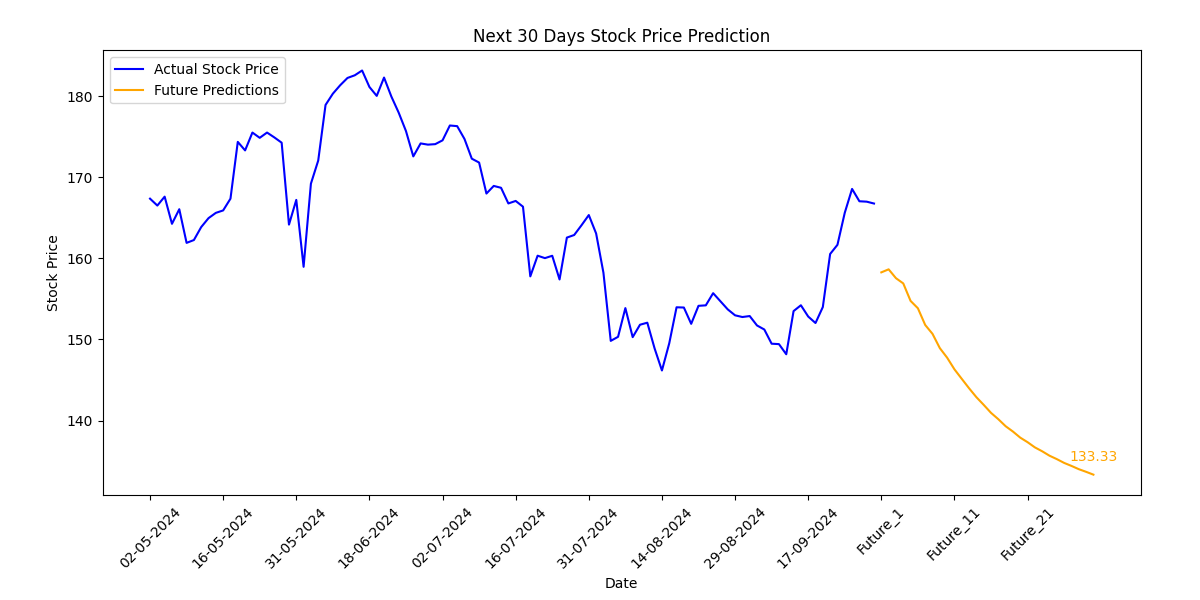 Next 30 Days Stock Price Prediction
Actual Stock Price
Future Predictions
Stock Price
180
170
160
150
140
133.33
02-05-2024
16-05-2024
31-05-2024
18-06-2024
02-07-2024
16-07-2024
31-07-2024
14-08-2024
29-08-2024
17-09-2024
Future_1
Future_11
Future_21
Date